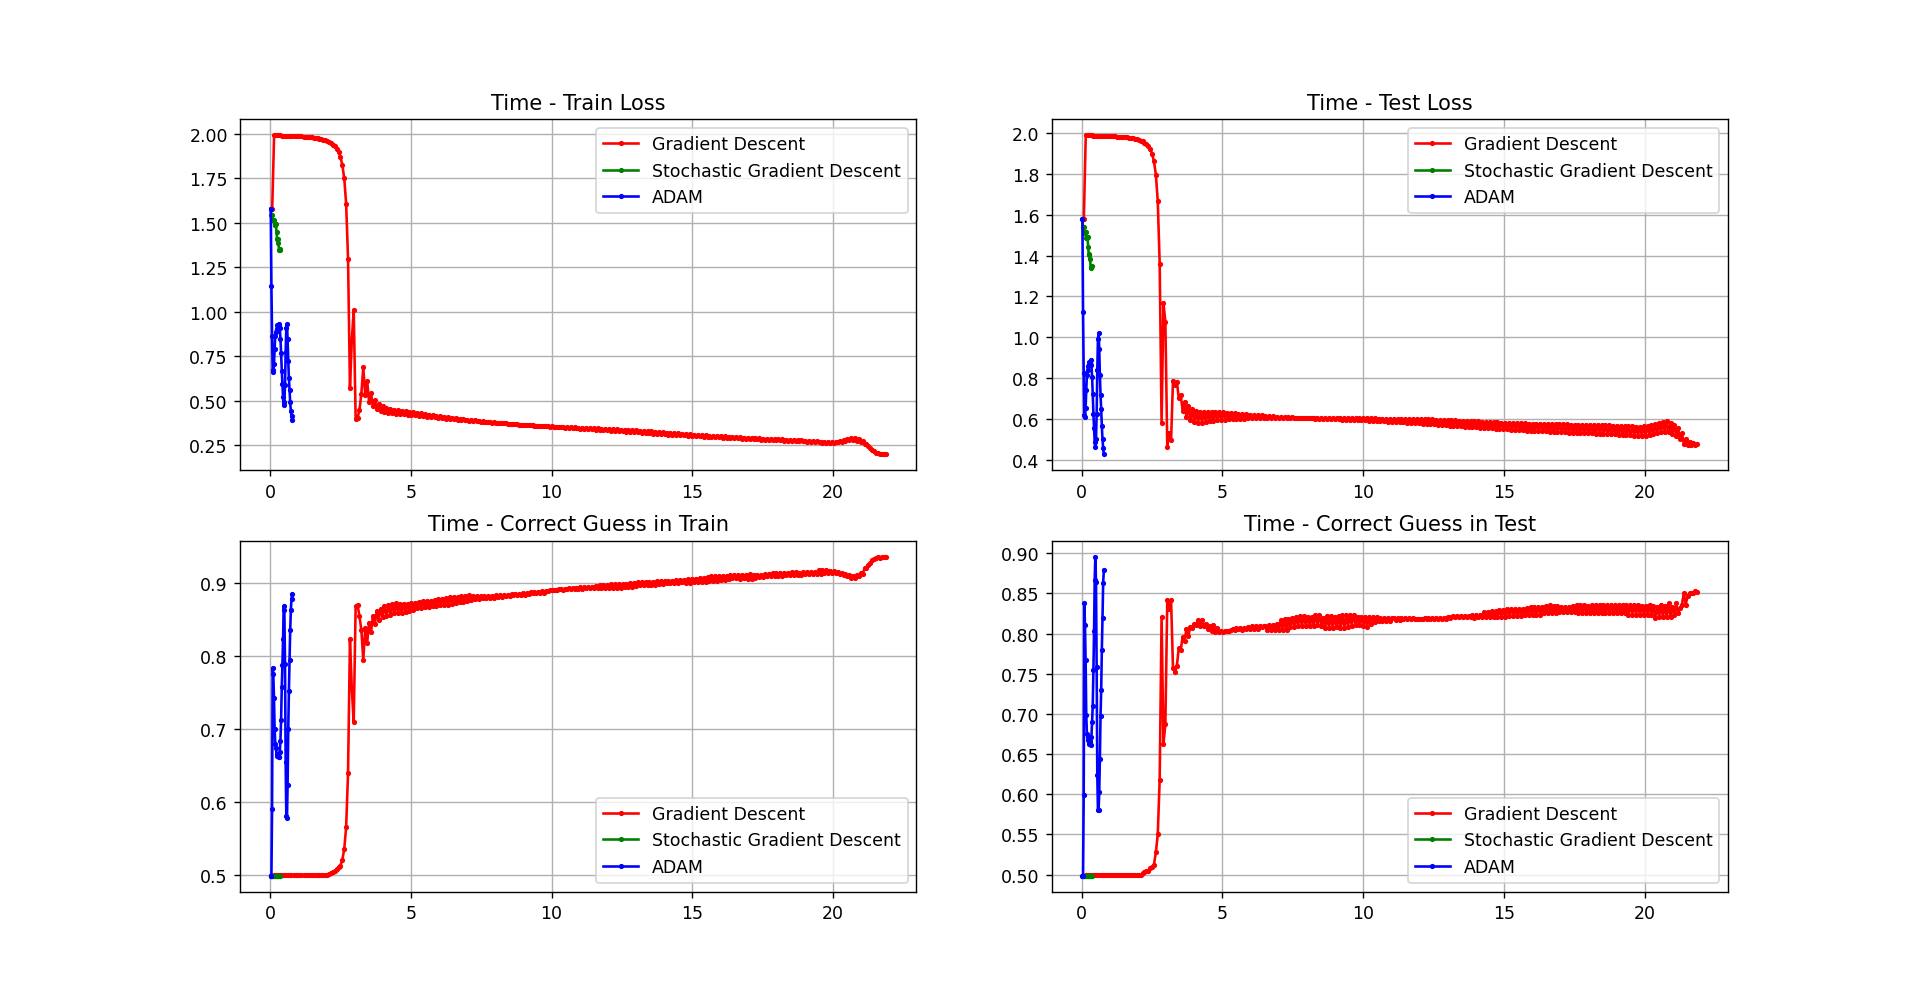 Time - Train Loss
2.00
1.75
1.50
1.25
1.00
0.75
0.50
0.25
0 5 10 15 20
Gradient Descent
Stochastic Gradient Descent
ADAM
Time - Test Loss
2.0
1.8
1.6
1.4
1.2
1.0
0.8
0.6
0.4
0 5 10 15 20
Gradient Descent
Stochastic Gradient Descent
ADAM
Time - Correct Guess in Train
0.9
0.8
0.7
0.6
0.5
0 5 10 15 20
Gradient Descent
Stochastic Gradient Descent
ADAM
Time - Correct Guess in Test
0.90
0.85
0.80
0.75
0.70
0.65
0.60
0.55
0.50
0 5 10 15 20
Gradient Descent
Stochastic Gradient Descent
ADAM